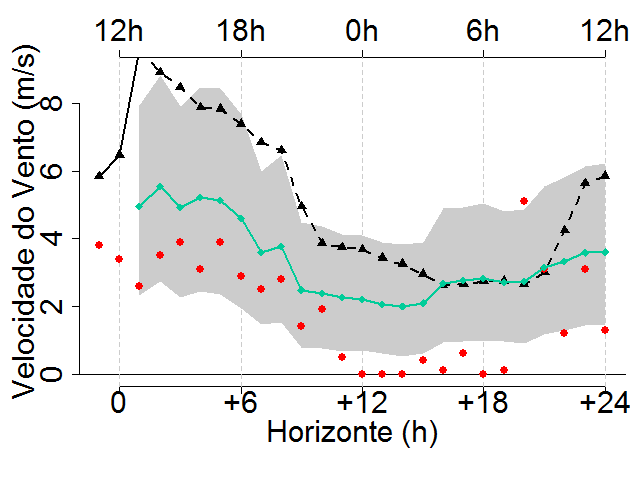 12h 18h 0h 6h 12h
Velocidade do Vento (m/s)
8
6
4
2
0
0 +6 +12 +18 +24
Horizonte (h)